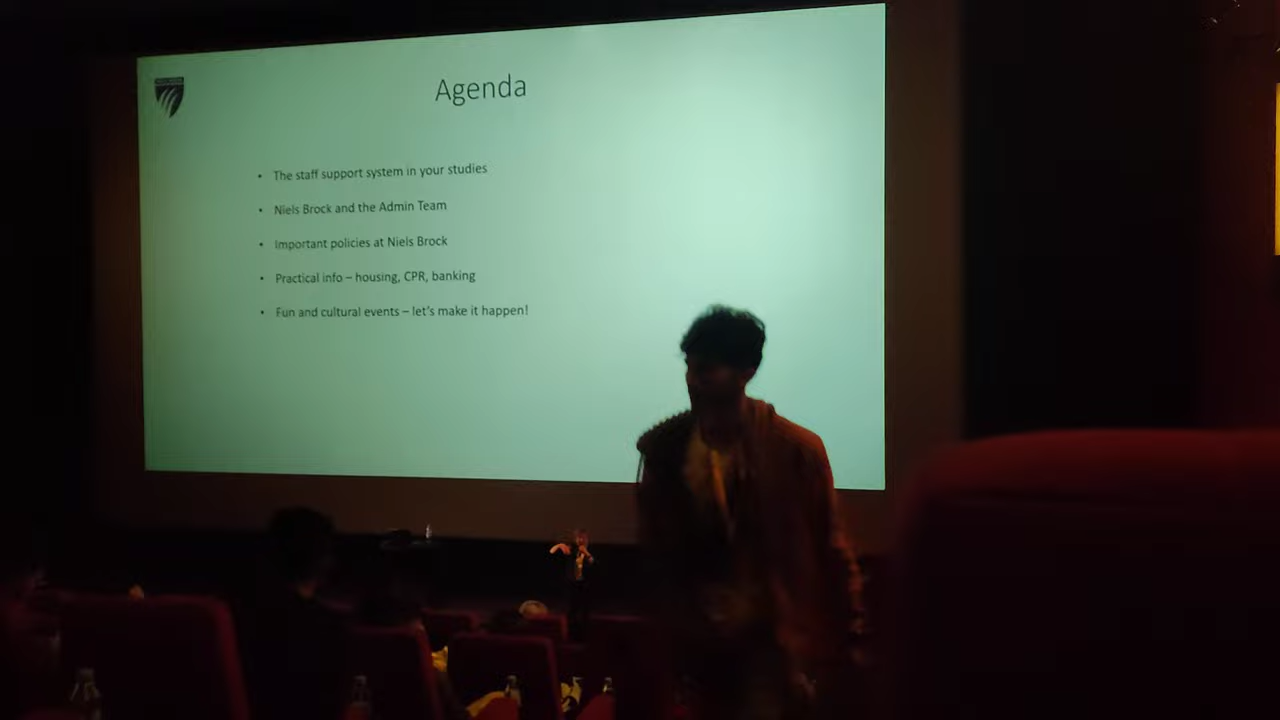 Agenda
• The staff support system in your studies
• Niels Brock and the Admin Team
• Important policies at Niels Brock
• Practical info – housing, CPR, banking
• Fun and cultural events – let's make it happen!